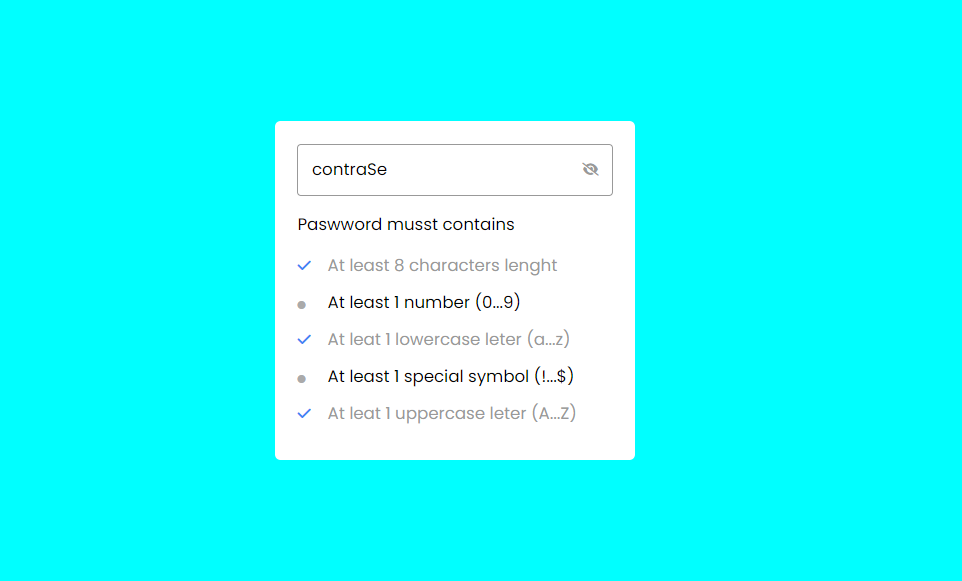 contraSe
Paswword musst contains
At least 8 characters lenght
At least 1 number (0...9)
At leat 1 lowercase leter (a...z)
At least 1 special symbol (!...$)
At leat 1 uppercase leter (A...Z)